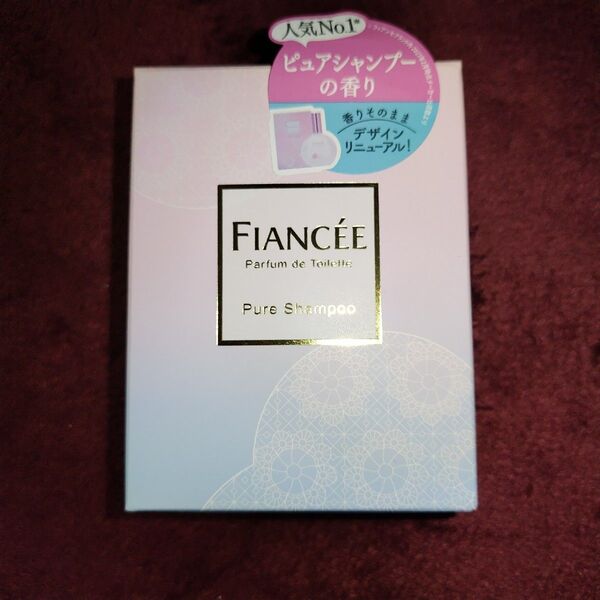 人気No.1*
ピュアシャンプー
の香り
香りそのまま
デザイン
リニューアル!
FIANCÉE
Parfum de Toilette
Pure Shampoo